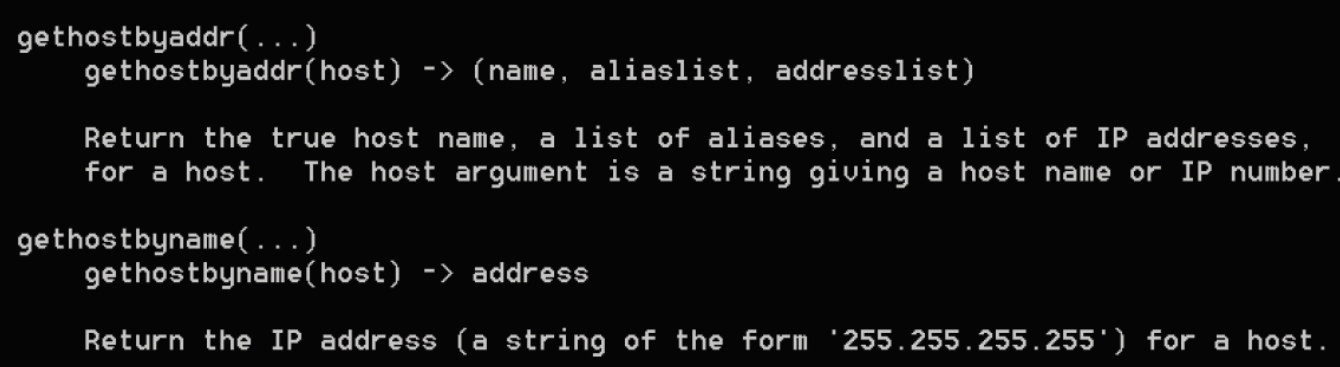 gethostbyaddr(...)
gethostbyaddr(host) -> (name, aliaslist, addresslist)
Return the true host name, a list of aliases, and a list of IP addresses,
for a host.  The host argument is a string giving a host name or IP number.
gethostbyname(...)
gethostbyname(host) -> address
Return the IP address (a string of the form '255.255.255.255') for a host.